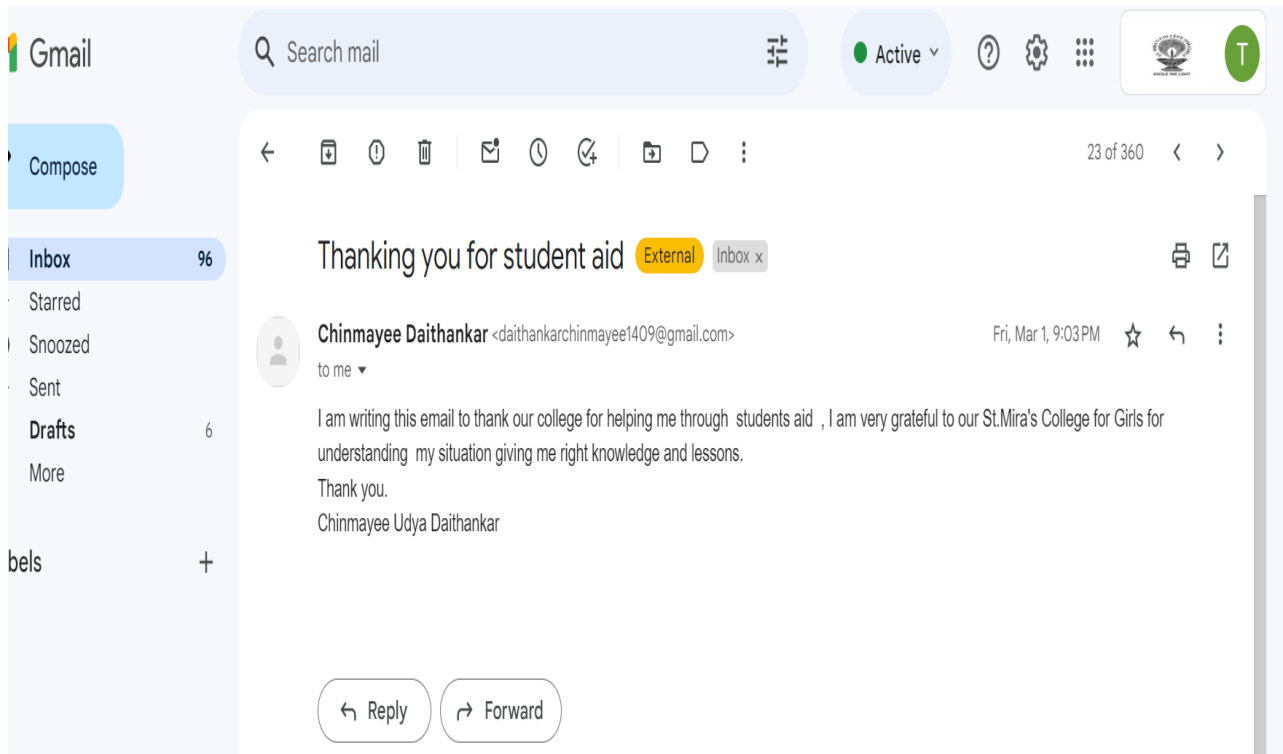 Gmail
Search mail
Active
T
Compose
23 of 360
Inbox 96
Starred
Snoozed
Sent
Drafts 6
More
bels
Thanking you for student aid External Inbox x
Chinmayee Daithankar <daithankarchinmayee1409@gmail.com> Fri, Mar 1, 9:03 PM
to me
I am writing this email to thank our college for helping me through students aid , I am very grateful to our St.Mira's College for Girls for
understanding my situation giving me right knowledge and lessons.
Thank you.
Chinmayee Udya Daithankar
Reply Forward